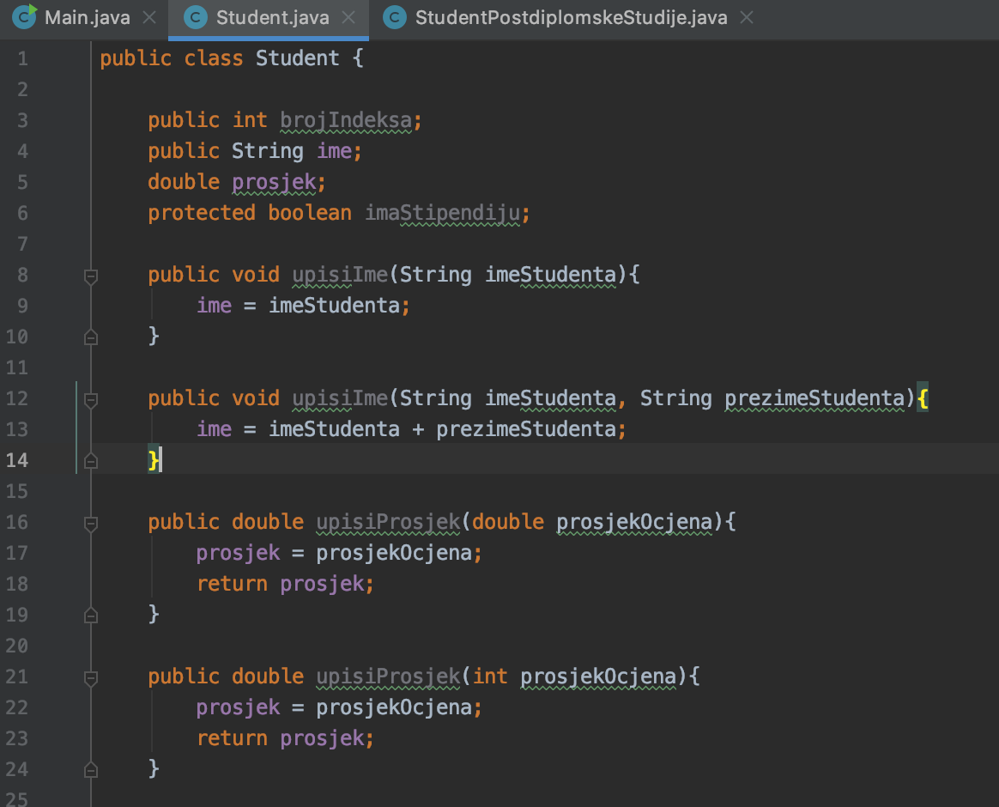 Main.java Student.java StudentPostdiplomskeStudije.java
1 public class Student {
2
3 public int brojIndeksa;
4 public String ime;
5 double prosjek;
6 protected boolean imaStipendiju;
7
8 public void upisiIme(String imeStudenta){
9 ime = imeStudenta;
10 }
11
12 public void upisiIme(String imeStudenta, String prezimeStudenta){
13 ime = imeStudenta + prezimeStudenta;
14 }
15
16 public double upisiProsjek(double prosjekOcjena){
17 prosjek = prosjekOcjena;
18 return prosjek;
19 }
20
21 public double upisiProsjek(int prosjekOcjena){
22 prosjek = prosjekOcjena;
23 return prosjek;
24 }
25